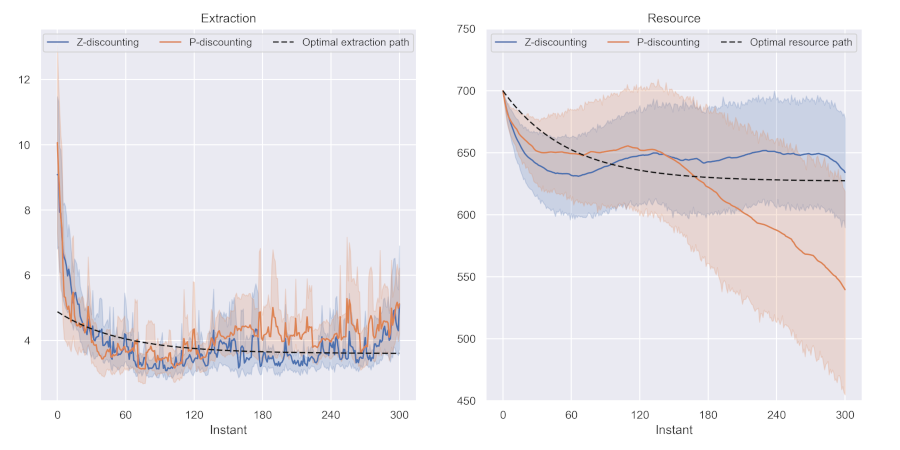 Extraction
Z-discounting P-discounting Optimal extraction path
12
10
8
6
4
0 60 120 180 240 300
Instant
Resource
750
Z-discounting P-discounting Optimal resource path
700
650
600
550
500
450
0 60 120 180 240 300
Instant